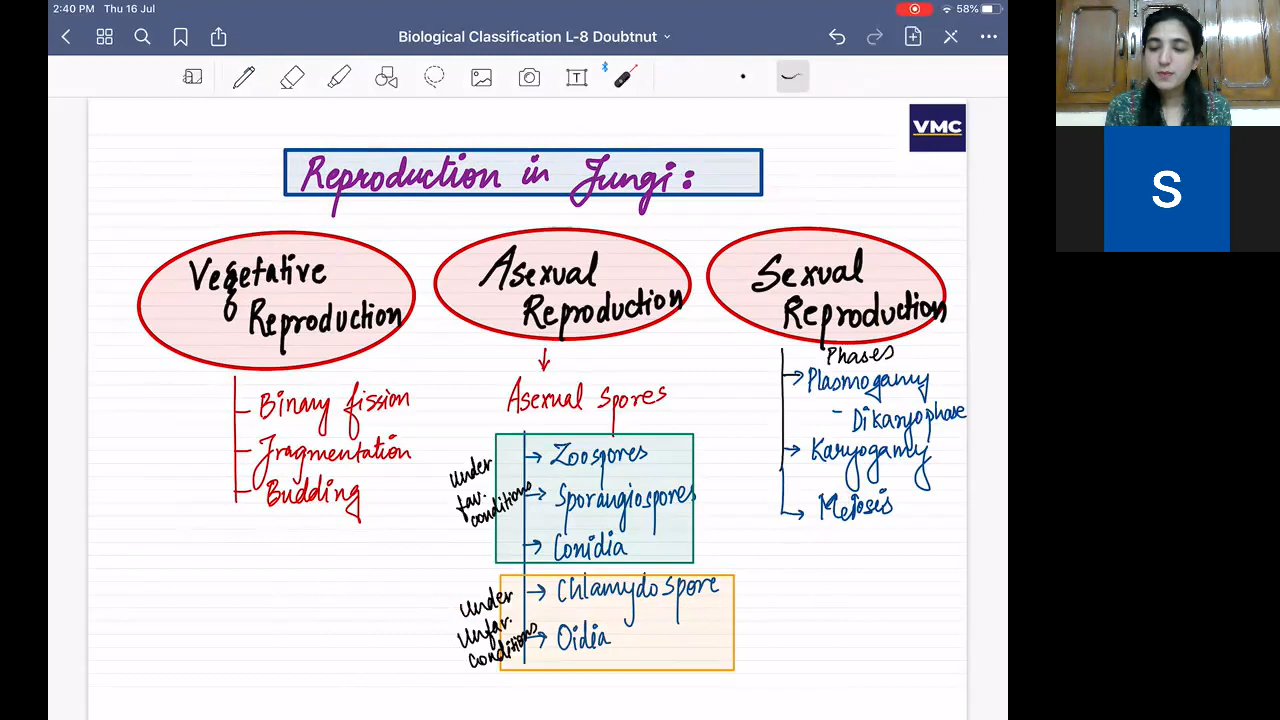 2:40 PM Thu 16 Jul
58%
Biological Classification L-8 Doubtnut
T
VMC
Reproduction in Fungi:
Vegetative
Reproduction
Binary fission
Fragmentation
Budding
Asexual
Reproduction
Asexual spores
under
fav.
conditions
Zoospores
Sporangiospores
Conidia
under
unfav.
conditions
Chlamydospore
Oidia
Sexual
Reproduction
Phases
Plasmogamy
- Dikaryophase
Karyogamy
Meiosis
S